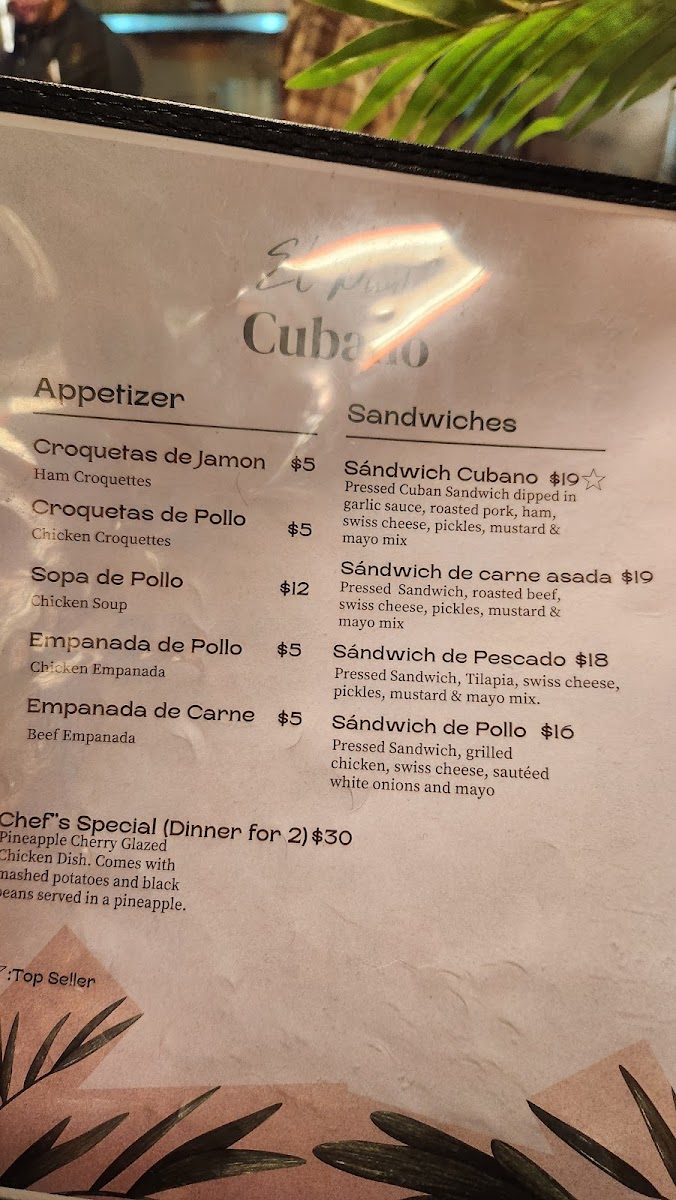 El
Cubano
Appetizer
Croquetas de Jamon $5
Ham Croquettes
Croquetas de Pollo $5
Chicken Croquettes
Sopa de Pollo $12
Chicken Soup
Empanada de Pollo $5
Chicken Empanada
Empanada de Carne $5
Beef Empanada
Sandwiches
Sándwich Cubano $19☆
Pressed Cuban Sandwich dipped in
garlic sauce, roasted pork, ham,
swiss cheese, pickles, mustard &
mayo mix
Sándwich de carne asada $19
Pressed Sandwich, roasted beef,
swiss cheese, pickles, mustard &
mayo mix
Sándwich de Pescado $18
Pressed Sandwich, Tilapia, swiss cheese,
pickles, mustard & mayo mix.
Sándwich de Pollo $16
Pressed Sandwich, grilled
chicken, swiss cheese, sautéed
white onions and mayo
Chef"s Special (Dinner for 2) $30
Pineapple Cherry Glazed
Chicken Dish. Comes with
mashed potatoes and black
beans served in a pineapple.
:Top Seller